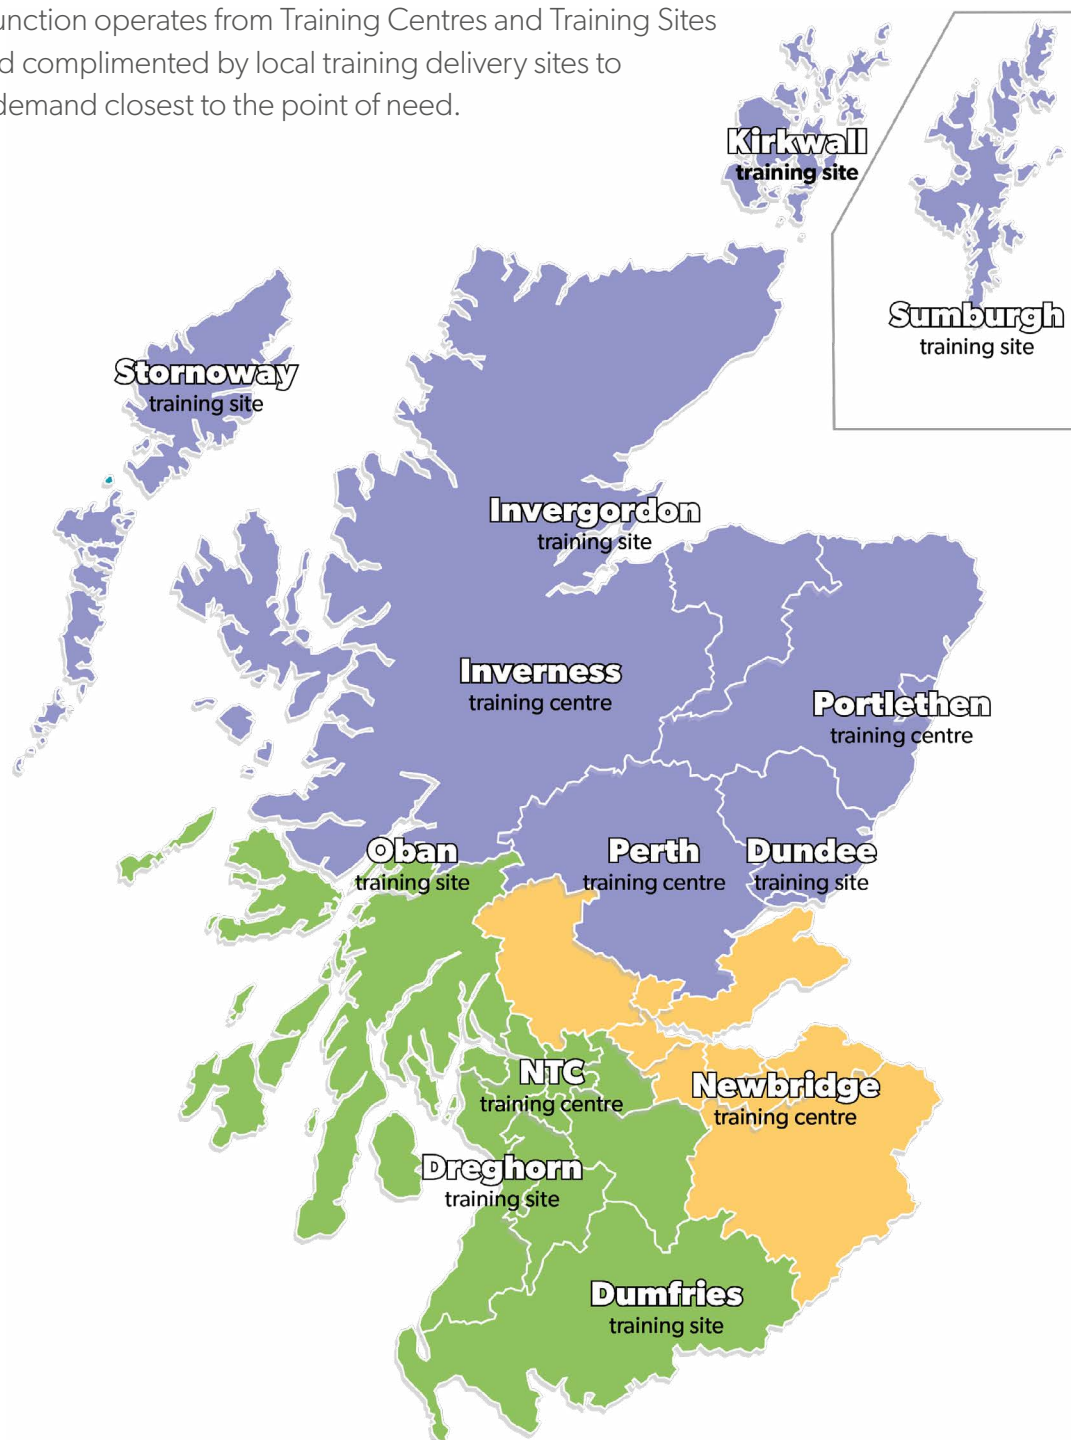 unction operates from Training Centres and Training Sites
d complimented by local training delivery sites to
demand closest to the point of need.
Kirkwall
training site
Sumburgh
training site
Stornoway
training site
Invergordon
training site
Inverness
training centre
Portlethen
training centre
Oban
training site
Perth
training centre
Dundee
training site
NTC
training centre
Newbridge
training centre
Dreghorn
training site
Dumfries
training site